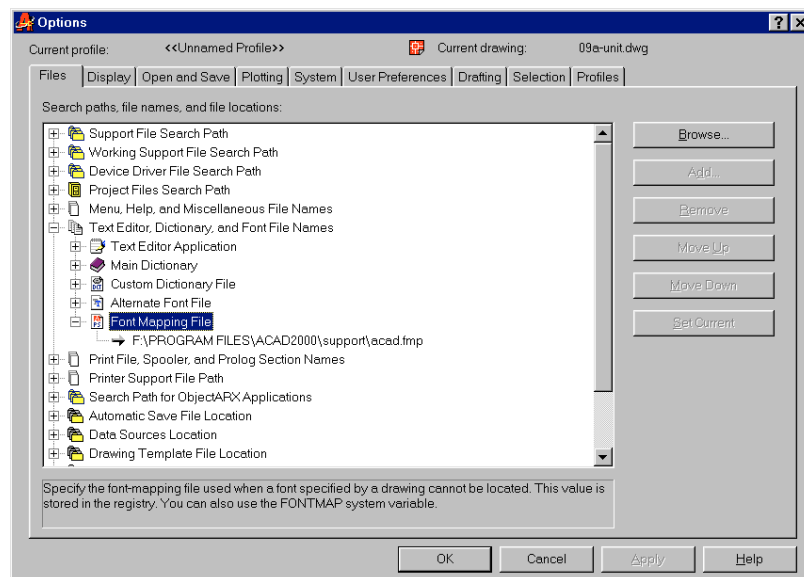 Options
Current profile: <<Unnamed Profile>> Current drawing: 09a-unit.dwg
Files Display Open and Save Plotting System User Preferences Drafting Selection Profiles
Search paths, file names, and file locations:
Support File Search Path
Working Support File Search Path
Device Driver File Search Path
Project Files Search Path
Menu, Help, and Miscellaneous File Names
Text Editor, Dictionary, and Font File Names
Text Editor Application
Main Dictionary
Custom Dictionary File
Alternate Font File
Font Mapping File
F:\PROGRAM FILES\ACAD2000\support\acad.fmp
Print File, Spooler, and Prolog Section Names
Printer Support File Path
Search Path for ObjectARX Applications
Automatic Save File Location
Data Sources Location
Drawing Template File Location
Browse...
Add...
Remove
Move Up
Move Down
Set Current
Specify the font-mapping file used when a font specified by a drawing cannot be located. This value is
stored in the registry. You can also use the FONTMAP system variable.
OK Cancel Apply Help